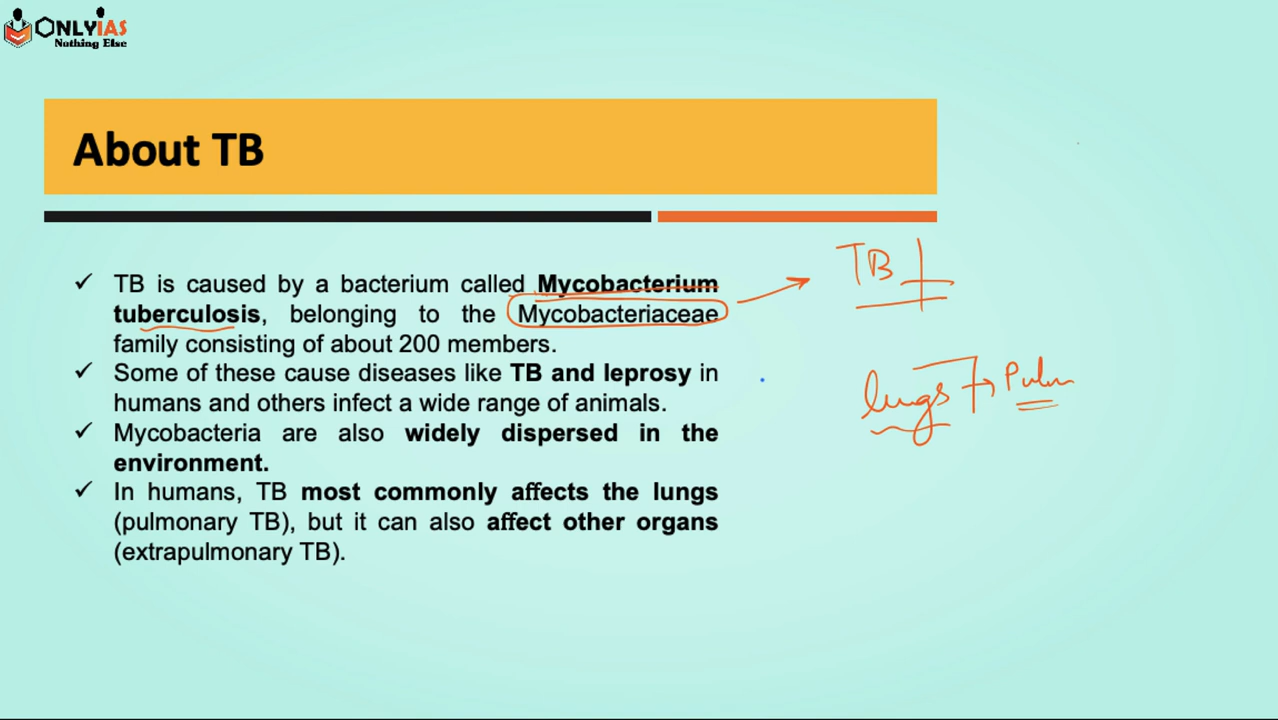 ONLYIAS
Nothing Else
About TB
✓ TB is caused by a bacterium called Mycobacterium
tuberculosis, belonging to the Mycobacteriaceae
family consisting of about 200 members.
✓ Some of these cause diseases like TB and leprosy in
humans and others infect a wide range of animals.
✓ Mycobacteria are also widely dispersed in the
environment.
✓ In humans, TB most commonly affects the lungs
(pulmonary TB), but it can also affect other organs
(extrapulmonary TB).
TB
lungs → Pulm